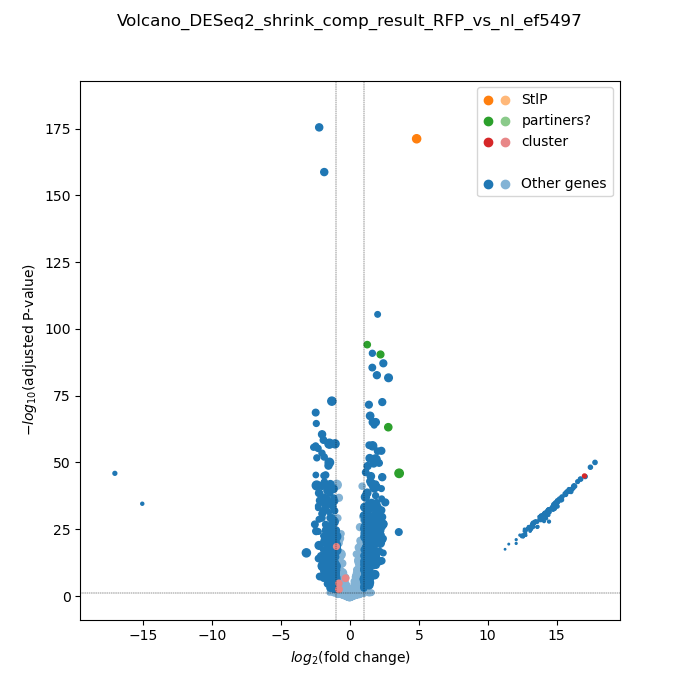 Volcano_DESeq2_shrink_comp_result_RFP_vs_nl_ef5497
StlP
partiners?
cluster
Other genes
175
150
125
100
75
50
25
0
−log10(adjusted P-value)
−15
−10
−5
0
5
10
15
log2(fold change)